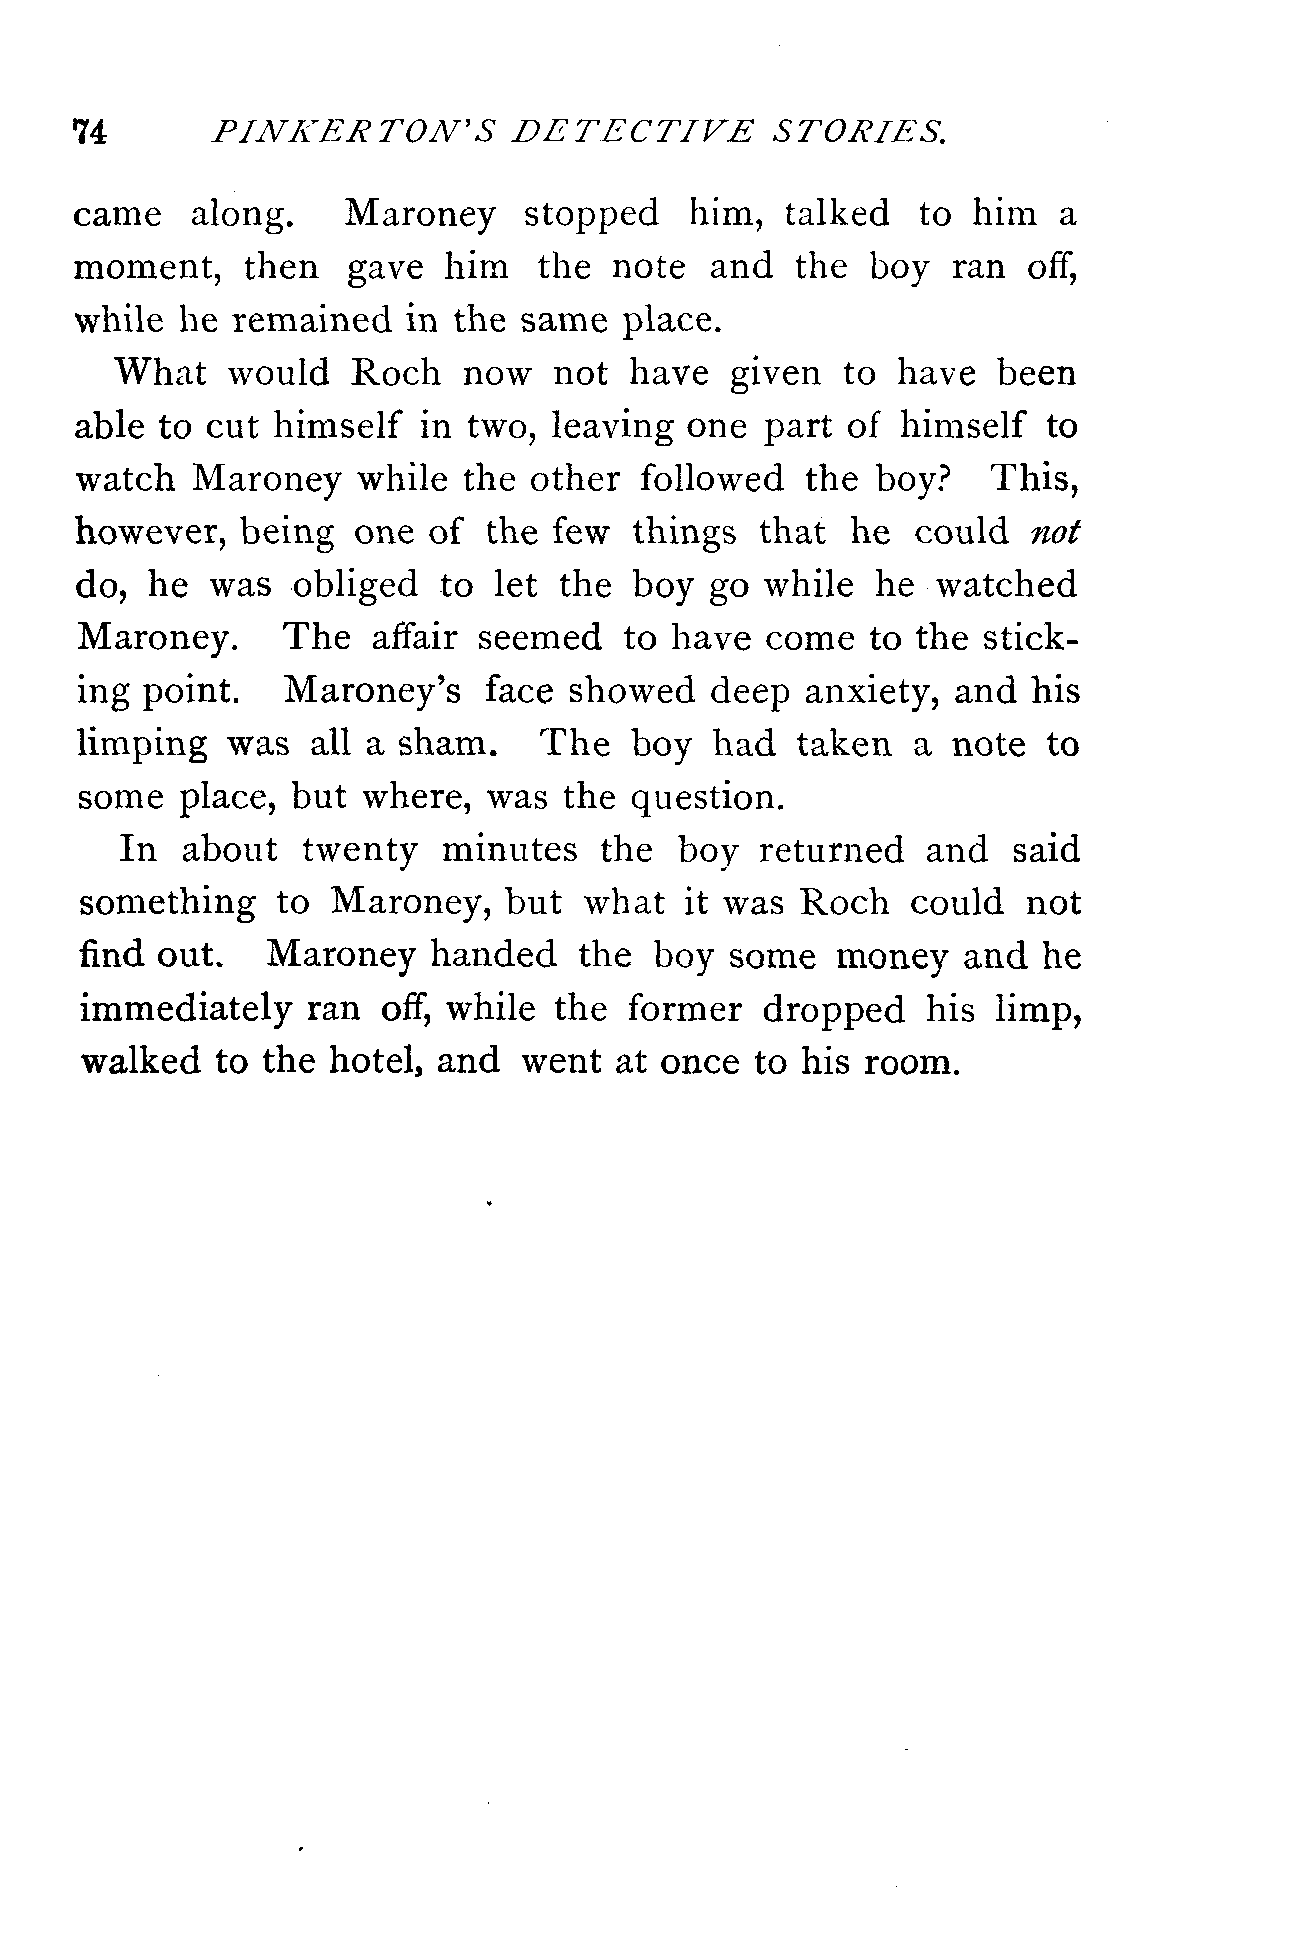 74 PINKERTON'S DETECTIVE STORIES.
came along. Maroney stopped him, talked to him a
moment, then gave him the note and the boy ran off,
while he remained in the same place.
What would Roch now not have given to have been
able to cut himself in two, leaving one part of himself to
watch Maroney while the other followed the boy? This,
however, being one of the few things that he could not
do, he was obliged to let the boy go while he watched
Maroney. The affair seemed to have come to the stick-
ing point. Maroney's face showed deep anxiety, and his
limping was all a sham. The boy had taken a note to
some place, but where, was the question.
In about twenty minutes the boy returned and said
something to Maroney, but what it was Roch could not
find out. Maroney handed the boy some money and he
immediately ran off, while the former dropped his limp,
walked to the hotel, and went at once to his room.